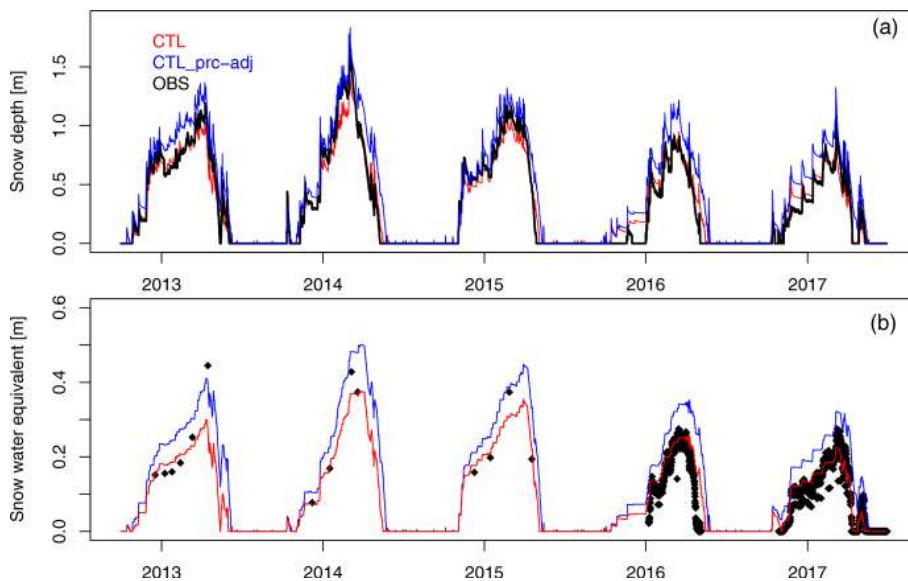 (a)
CTL
CTL_prc-adj
OBS
Snow depth [m]
1.5
1.0
0.5
0.0
2013 2014 2015 2016 2017
(b)
Snow water equivalent [m]
0.6
0.4
0.2
0.0
2013 2014 2015 2016 2017